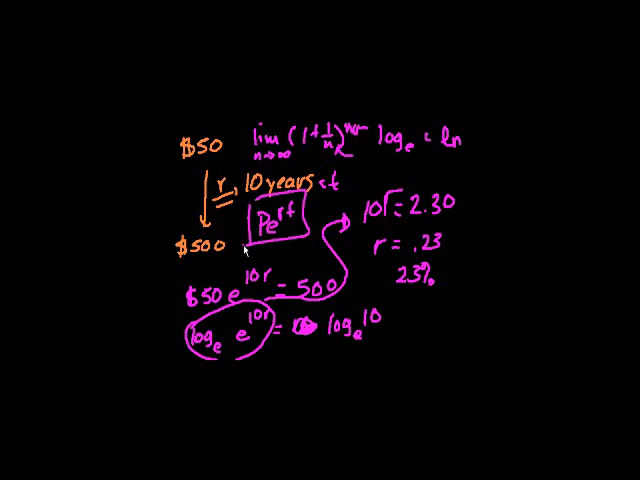 $50 lim (1+1/n)^n log_e = ln
n→∞
r, 10 years = t
Pe^rt
10r = 2.30
$500
r = .23
23%
$50 e^10r = 500
log_e e^10r = log_e 10